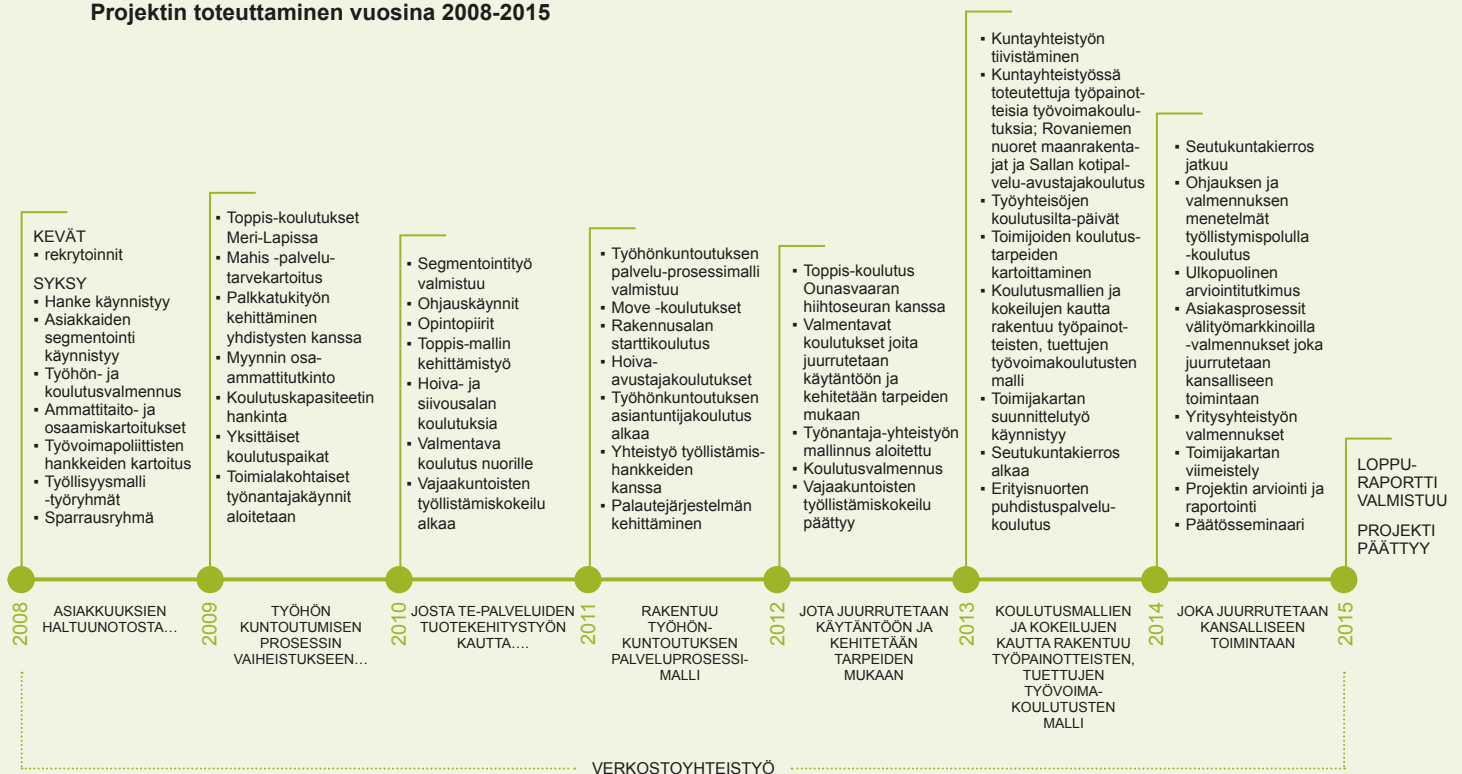 Projektin toteuttaminen vuosina 2008-2015
KEVÄT
▪ rekrytoinnit
SYKSY
▪ Hanke käynnistyy
▪ Asiakkaiden
segmentointi
käynnistyy
▪ Työhön- ja
koulutusvalmennus
▪ Ammattitaito- ja
osaamiskartoitukset
▪ Työvoimapoliittisten
hankkeiden kartoitus
▪ Työllisyysmalli
-työryhmät
▪ Sparrausryhmä
▪ Toppis-koulutukset
Meri-Lapissa
▪ Mahis -palvelu-
tarvekartoitus
▪ Palkkatukityön
kehittäminen
yhdistysten kanssa
▪ Myynnin osa-
ammattitutkinto
▪ Koulutuskapasiteetin
hankinta
▪ Yksittäiset
koulutuspaikat
▪ Toimialakohtaiset
työnantajakäynnit
aloitetaan
▪ Segmentointityö
valmistuu
▪ Ohjauskäynnit
▪ Opintopiirit
▪ Toppis-mallin
kehittämistyö
▪ Hoiva- ja
siivousalan
koulutuksia
▪ Valmentava
koulutus nuorille
▪ Vajaakuntoisten
työllistämiskokeilu
alkaa
▪ Työhönkuntoutuksen
palvelu-prosessimalli
valmistuu
▪ Move -koulutukset
▪ Rakennusalan
starttikoulutus
▪ Hoiva-
avustajakoulutukset
▪ Työhönkuntoutuksen
asiantuntijakoulutus
alkaa
▪ Yhteistyö työllistämis-
hankkeiden
kanssa
▪ Palautejärjestelmän
kehittäminen
▪ Toppis-koulutus
Ounasvaaran
hiihtoseuran kanssa
▪ Valmentavat
koulutukset joita
juurrutetaan
käytäntöön ja
kehitetään tarpeiden
mukaan
▪ Työnantaja-yhteistyön
mallinnus aloitettu
▪ Koulutusvalmennus
▪ Vajaakuntoisten
työllistämiskokeilu
päättyy
▪ Kuntayhteistyön
tiivistäminen
▪ Kuntayhteistyössä
toteutettuja työpainot-
teisia työvoimakoulu-
tuksia; Rovaniemen
nuoret maanrakenta-
jat ja Sallan kotipal-
velu-avustajakoulutus
▪ Työyhteisöjen
koulutusilta-päivät
▪ Toimijoiden koulutus-
tarpeiden
kartoittaminen
▪ Koulutusmallien ja
kokeilujen kautta
rakentuu työpainot-
teisten, tuettujen
työvoimakoulutusten
malli
▪ Toimijakartan
suunnittelutyö
käynnistyy
▪ Seutukuntakierros
alkaa
▪ Erityisnuorten
puhdistuspalvelu-
koulutus
▪ Seutukuntakierros
jatkuu
▪ Ohjauksen ja
valmennuksen
menetelmät
työllistymispolulla
-koulutus
▪ Ulkopuolinen
arviointitutkimus
▪ Asiakasprosessit
välityömarkkinoilla
-valmennukset joka
juurrutetaan
kansalliseen
toimintaan
▪ Yritysyhteistyön
valmennukset
▪ Toimijakartan
viimeistely
▪ Projektin arviointi ja
raportointi
▪ Päätösseminaari
LOPPU-
RAPORTTI
VALMISTUU
PROJEKTI
PÄÄTTYY
2008
ASIAKKUUKSIEN
HALTUUNOTOSTA…
2009
TYÖHÖN
KUNTOUTUMISEN
PROSESSIN
VAIHEISTUKSEEN…
2010
JOSTA TE-PALVELUIDEN
TUOTEKEHITYSTYÖN
KAUTTA….
2011
RAKENTUU
TYÖHÖN-
KUNTOUTUKSEN
PALVELUPROSESSI-
MALLI
2012
JOTA JUURRUTETAAN
KÄYTÄNTÖÖN JA
KEHITETÄÄN
TARPEIDEN
MUKAAN
2013
KOULUTUSMALLIEN
JA KOKEILUJEN
KAUTTA RAKENTUU
TYÖPAINOTTEISTEN,
TUETTUJEN
TYÖVOIMA-
KOULUTUSTEN
MALLI
2014
JOKA JUURRUTETAAN
KANSALLISEEN
TOIMINTAAN
2015
VERKOSTOYHTEISTYÖ